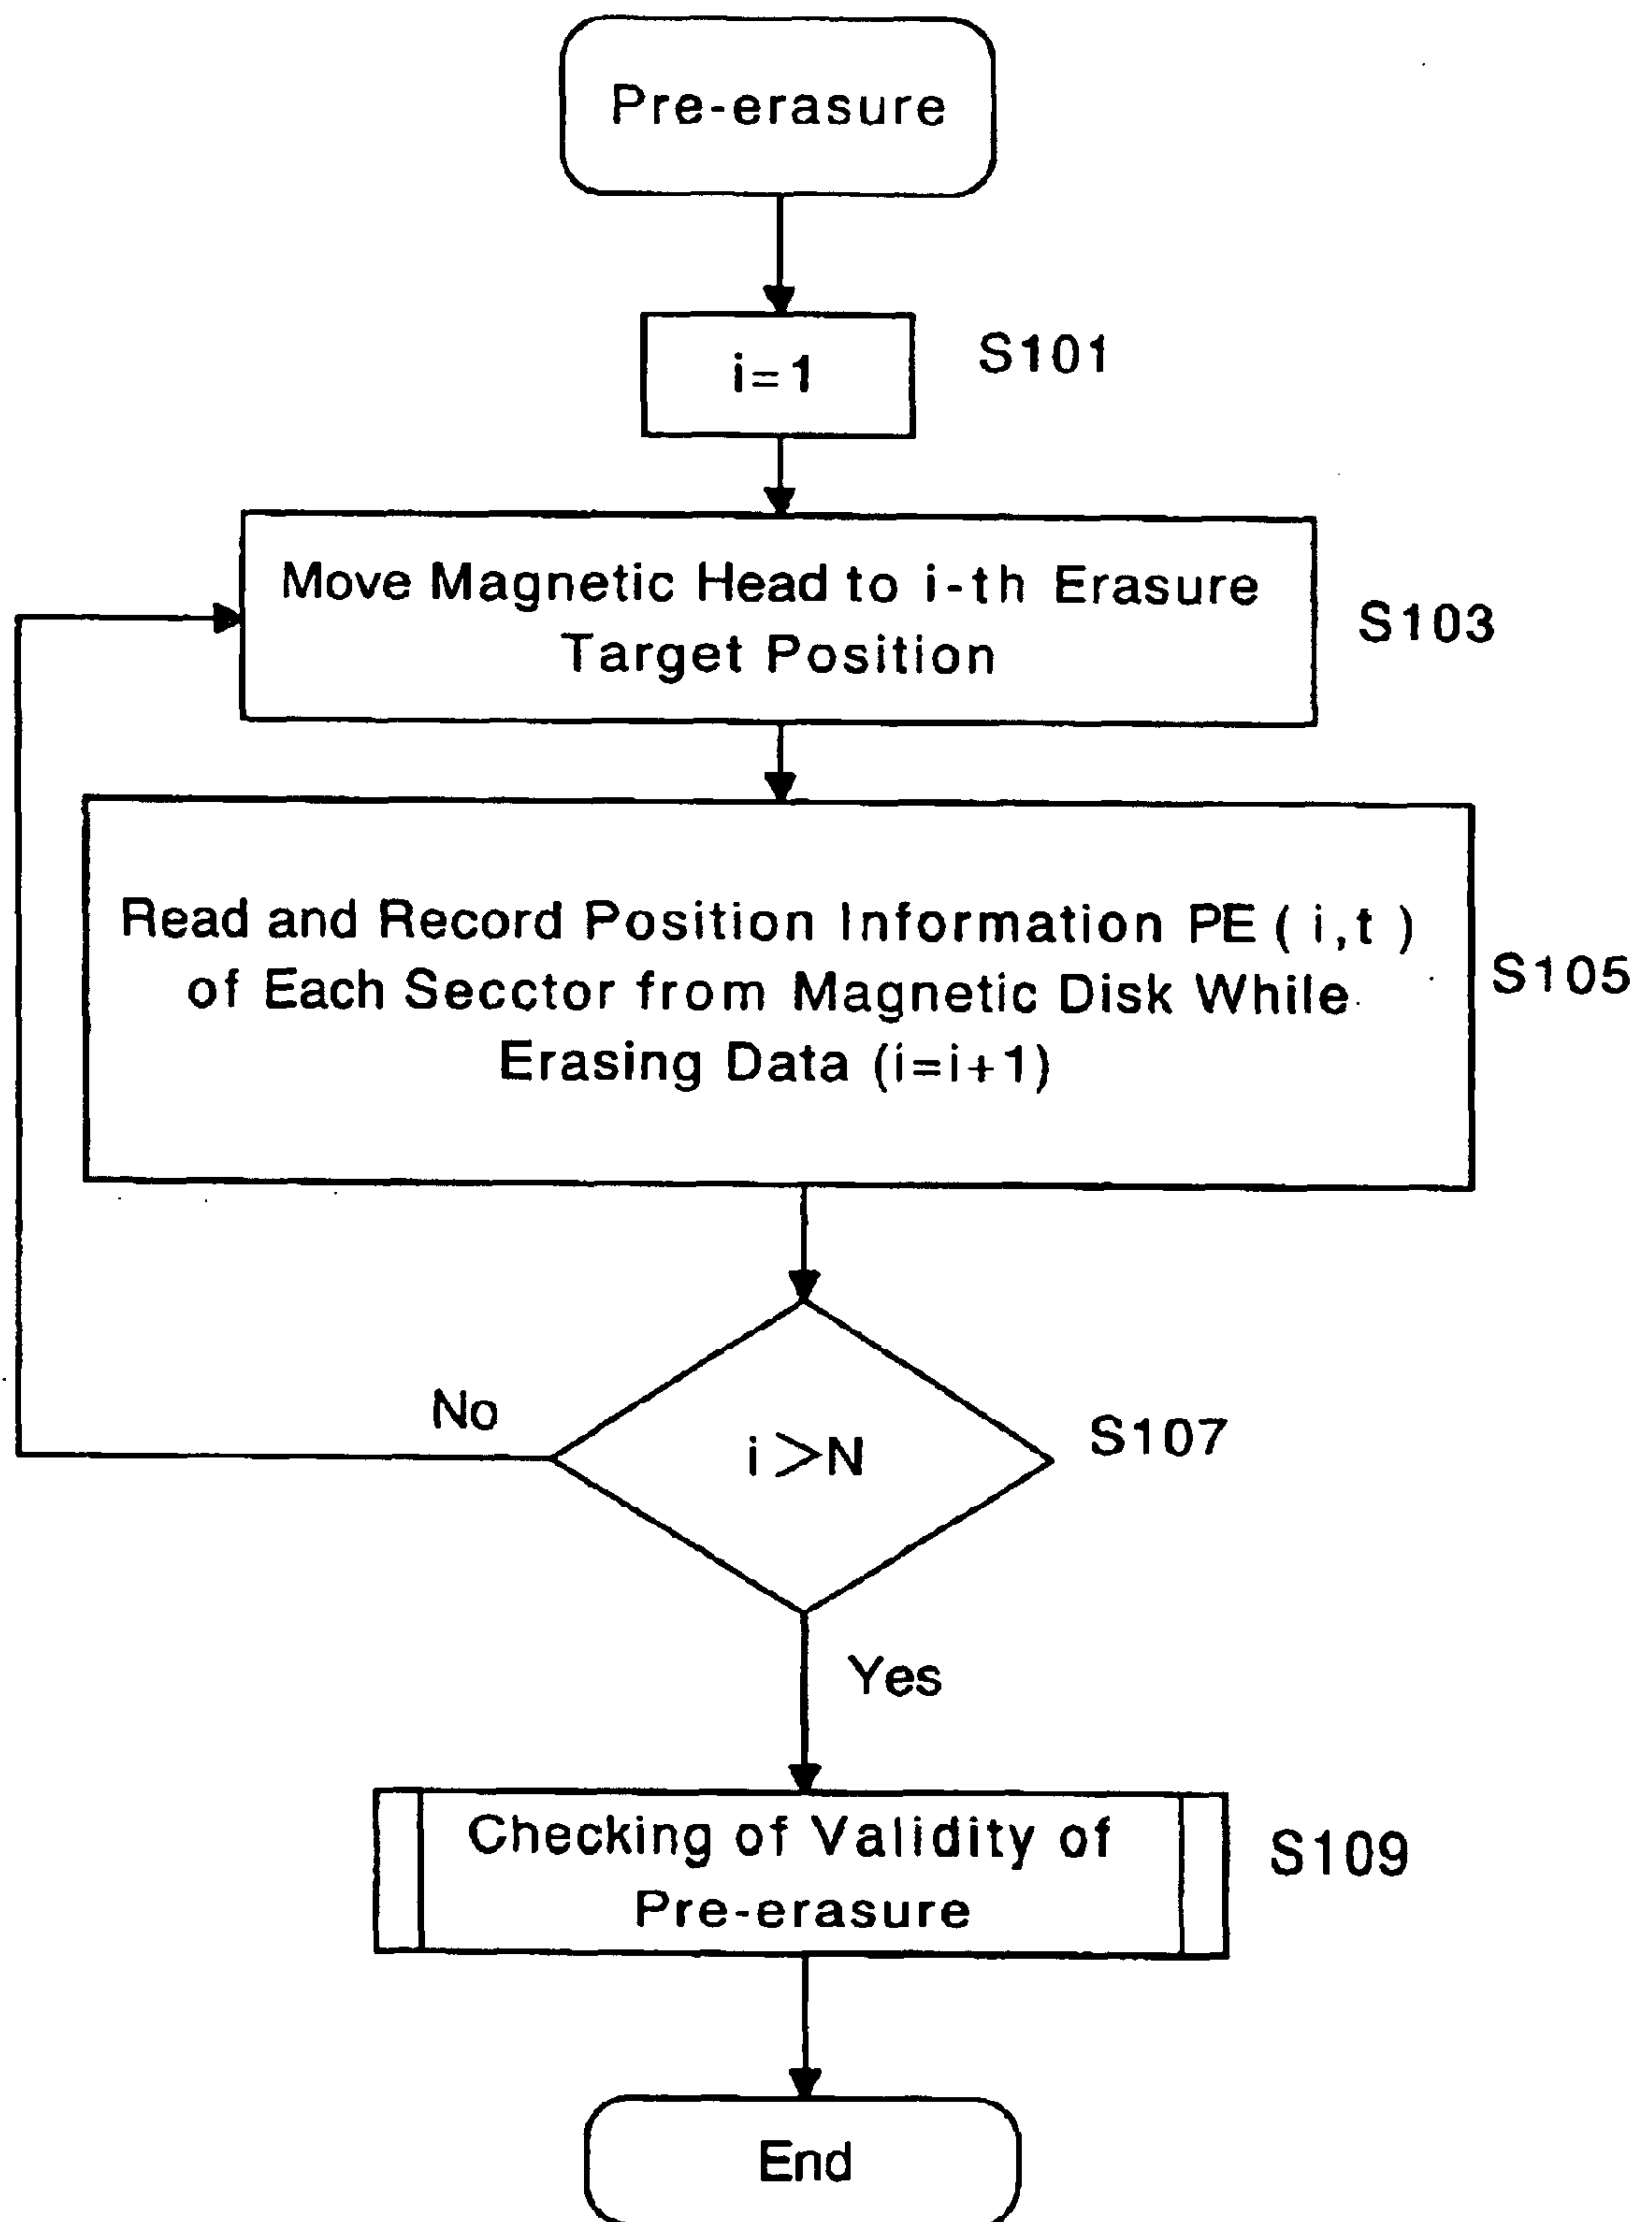 Pre-erasure
i=1
S101
Move Magnetic Head to i-th Erasure
Target Position
S103
Read and Record Position Information PE ( i,t )
of Each Secctor from Magnetic Disk While
Erasing Data (i=i+1)
S105
No
i >N
S107
Yes
Checking of Validity of
Pre-erasure
S109
End